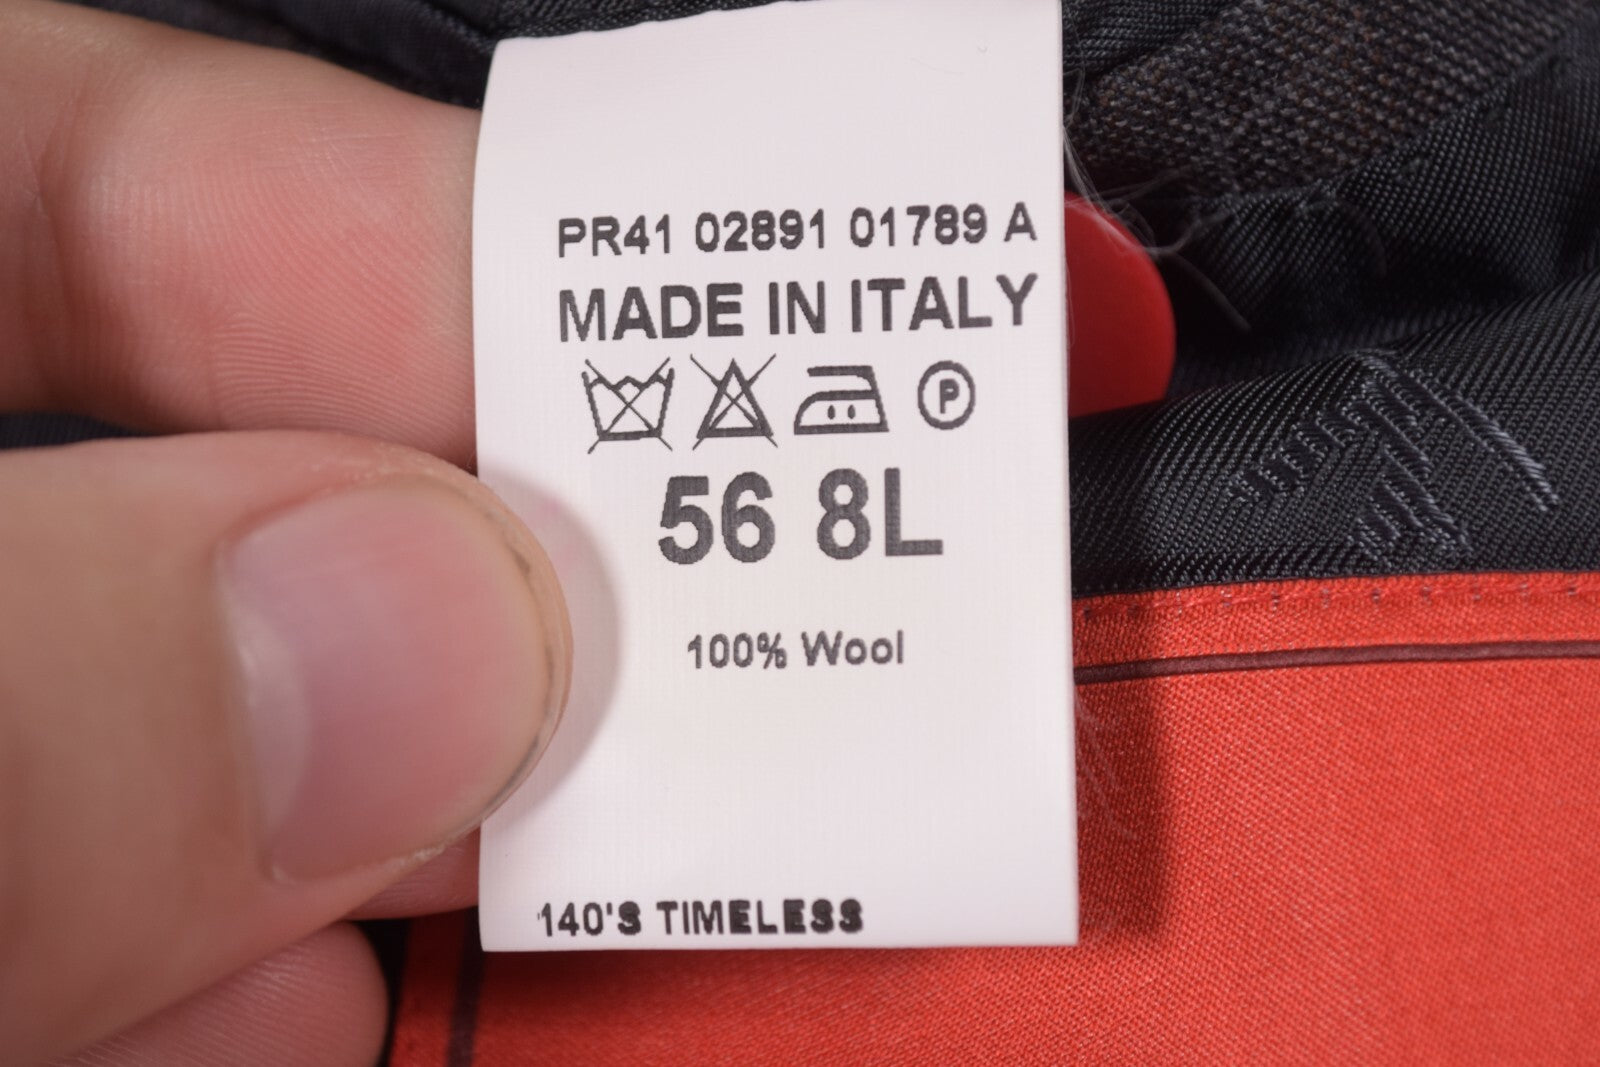 PR41 02891 01789 A
MADE IN ITALY
P
56 8L
100% Wool
140'S TIMELESS